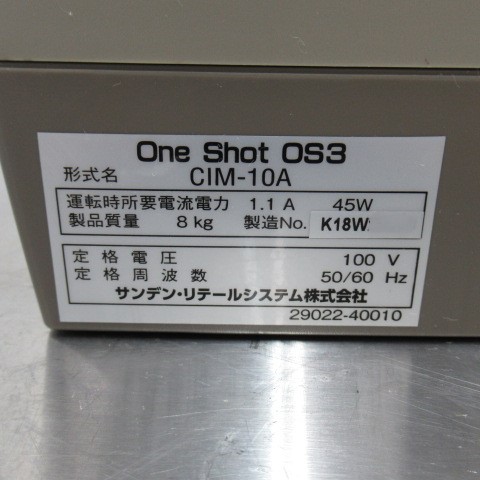 One Shot OS3
形式名 CIM-10A
運転時所要電流電力 1.1 A 45W
製品質量 8 kg 製造No. K18W
定格電圧 100 V
定格周波数 50/60 Hz
サンデン・リテールシステム株式会社
29022-40010